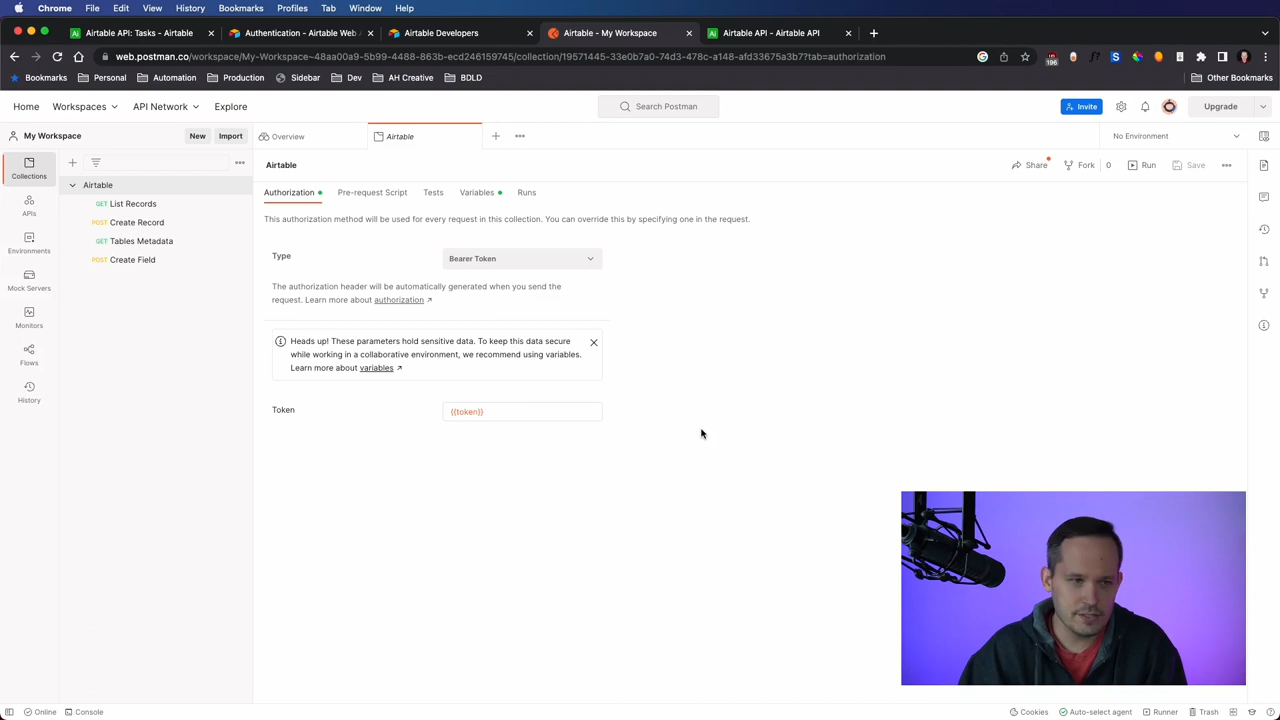 Chrome File Edit View History Bookmarks Profiles Tab Window Help
Airtable API: Tasks - Airtable
Authentication - Airtable Web A
Airtable Developers
Airtable - My Workspace
Airtable API - Airtable API
web.postman.co/workspace/My-Workspace~48aa00a9-5b99-4488-863b-ecd246159745/collection/19571445-33e0b7a0-74d3-478c-a148-afd33675a3b7?tab=authorization
196
Bookmarks Family Automation Production Sidebar Dev AH Creative BDLD Other Bookmarks
Home Workspaces API Network Explore Search Postman Invite Upgrade
My Workspace New Import Overview Airtable No Environment
Collections
APIs
Environments
Mock Servers
Monitors
Flows
History
Airtable
GET List Records
POST Create Record
GET Tables Metadata
POST Create Field
Airtable Share Fork 0 Run Save
Authorization Pre-request Script Tests Variables Runs
This authorization method will be used for every request in this collection. You can override this by specifying one in the request.
Type Bearer Token
The authorization header will be automatically generated when you send the
request. Learn more about authorization ↗
Heads up! These parameters hold sensitive data. To keep this data secure
while working in a collaborative environment, we recommend using variables.
Learn more about variables ↗
Token {{token}}
Online Console Cookies Auto-select agent Runner Trash